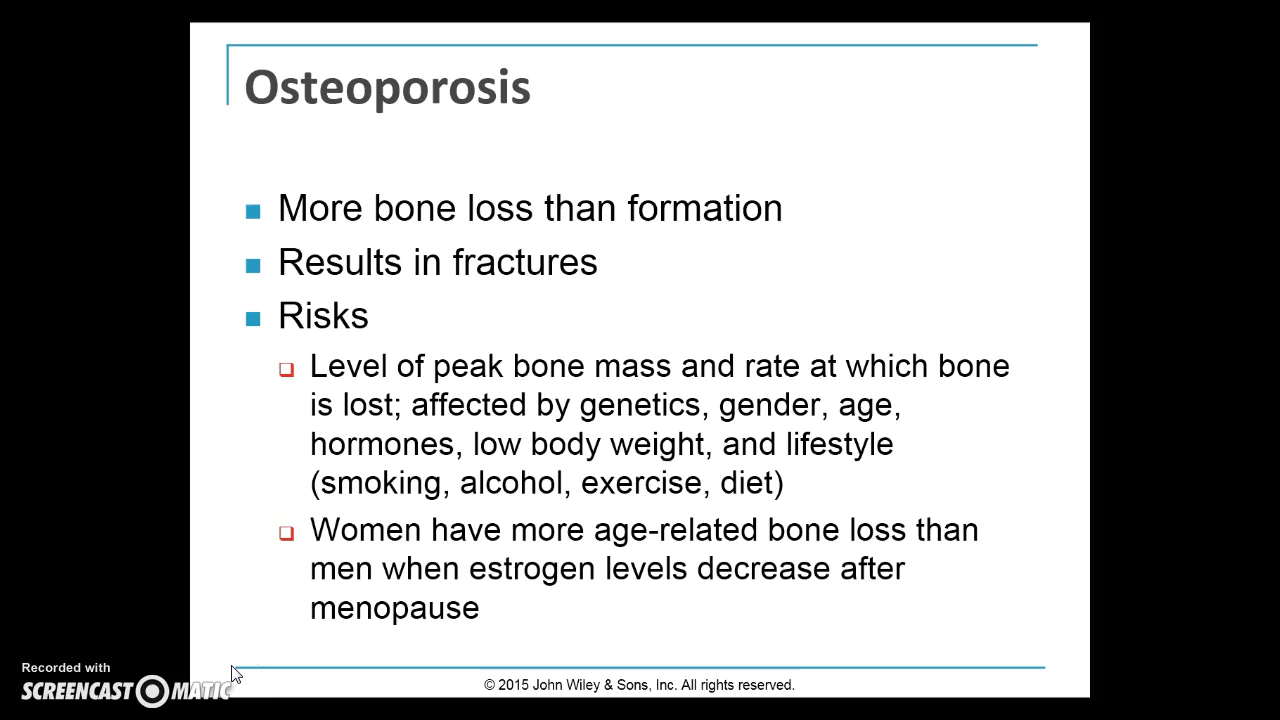 Osteoporosis
More bone loss than formation
Results in fractures
Risks
Level of peak bone mass and rate at which bone
is lost; affected by genetics, gender, age,
hormones, low body weight, and lifestyle
(smoking, alcohol, exercise, diet)
Women have more age-related bone loss than
men when estrogen levels decrease after
menopause
Recorded with
SCREENCAST MATIC
© 2015 John Wiley & Sons, Inc. All rights reserved.